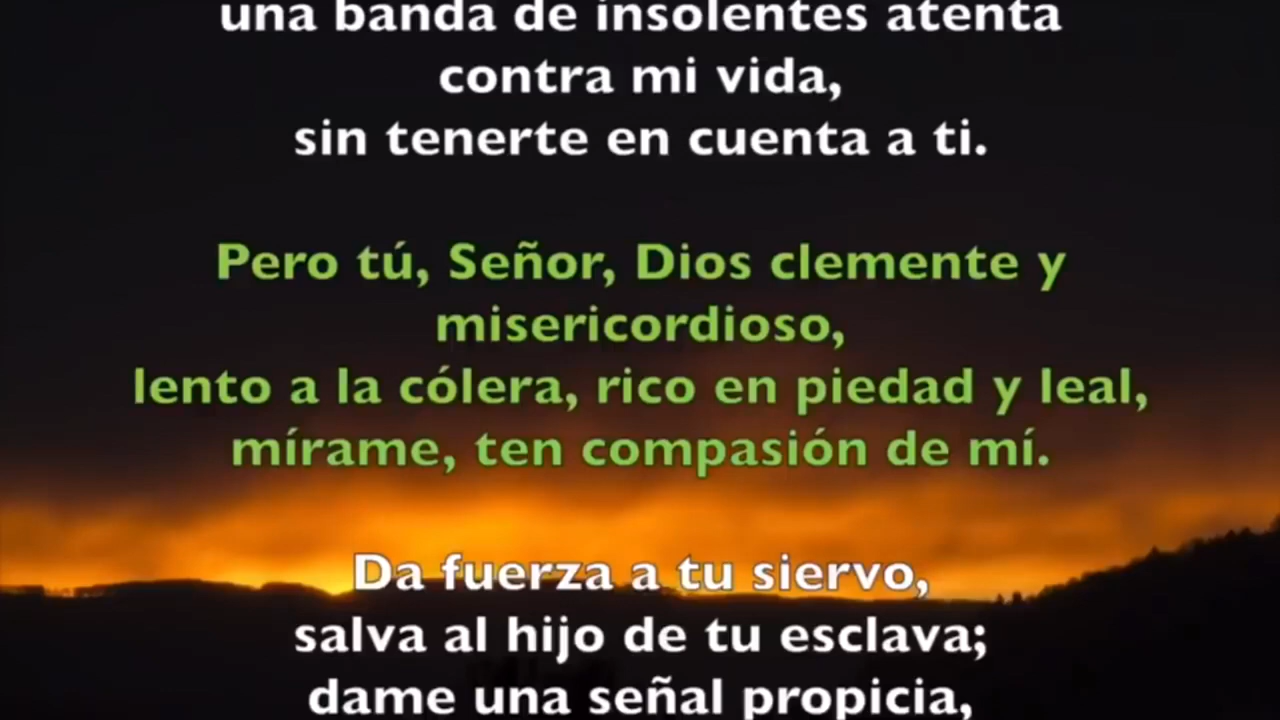 una banda de insolentes atenta
contra mi vida,
sin tenerte en cuenta a ti.
Pero tú, Señor, Dios clemente y
misericordioso,
lento a la cólera, rico en piedad y leal,
mírame, ten compasión de mí.
Da fuerza a tu siervo,
salva al hijo de tu esclava;
dame una señal propicia,